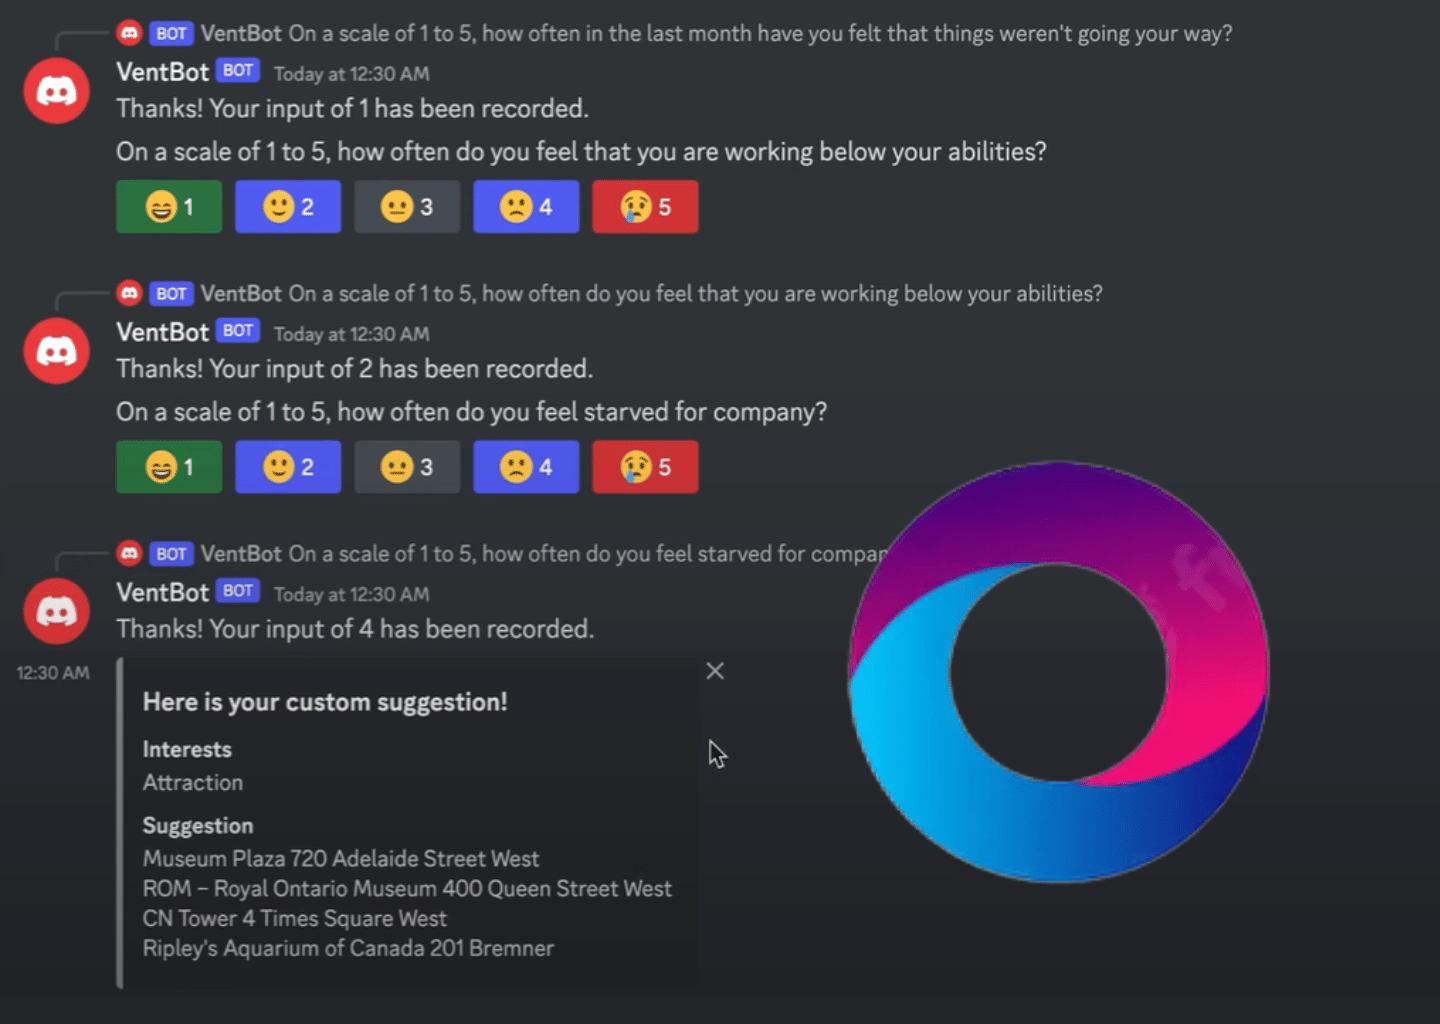 BOT VentBot On a scale of 1 to 5, how often in the last month have you felt that things weren't going your way?
VentBot BOT Today at 12:30 AM
Thanks! Your input of 1 has been recorded.
On a scale of 1 to 5, how often do you feel that you are working below your abilities?
1 2 3 4 5
BOT VentBot On a scale of 1 to 5, how often do you feel that you are working below your abilities?
VentBot BOT Today at 12:30 AM
Thanks! Your input of 2 has been recorded.
On a scale of 1 to 5, how often do you feel starved for company?
1 2 3 4 5
BOT VentBot On a scale of 1 to 5, how often do you feel starved for compan
VentBot BOT Today at 12:30 AM
Thanks! Your input of 4 has been recorded.
12:30 AM
Here is your custom suggestion!
Interests
Attraction
Suggestion
Museum Plaza 720 Adelaide Street West
ROM – Royal Ontario Museum 400 Queen Street West
CN Tower 4 Times Square West
Ripley's Aquarium of Canada 201 Bremner